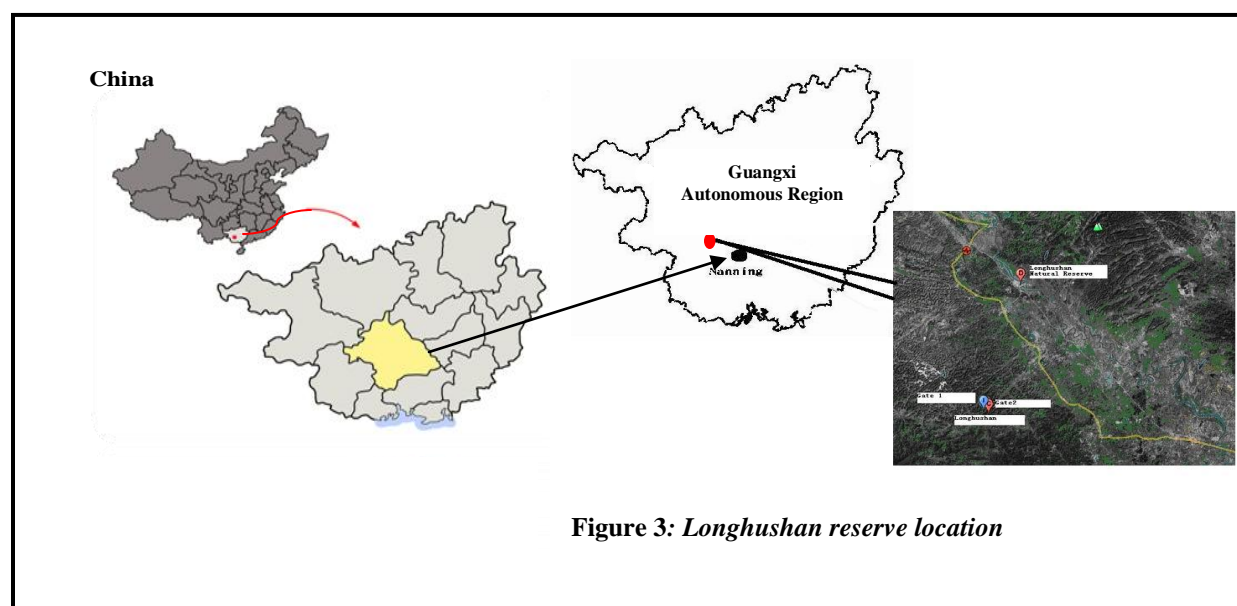 China
Guangxi
Autonomous Region
Nanning
Longhushan
Natural Reserve
Gate 1
Gate2
Longhushan
Figure 3: Longhushan reserve location